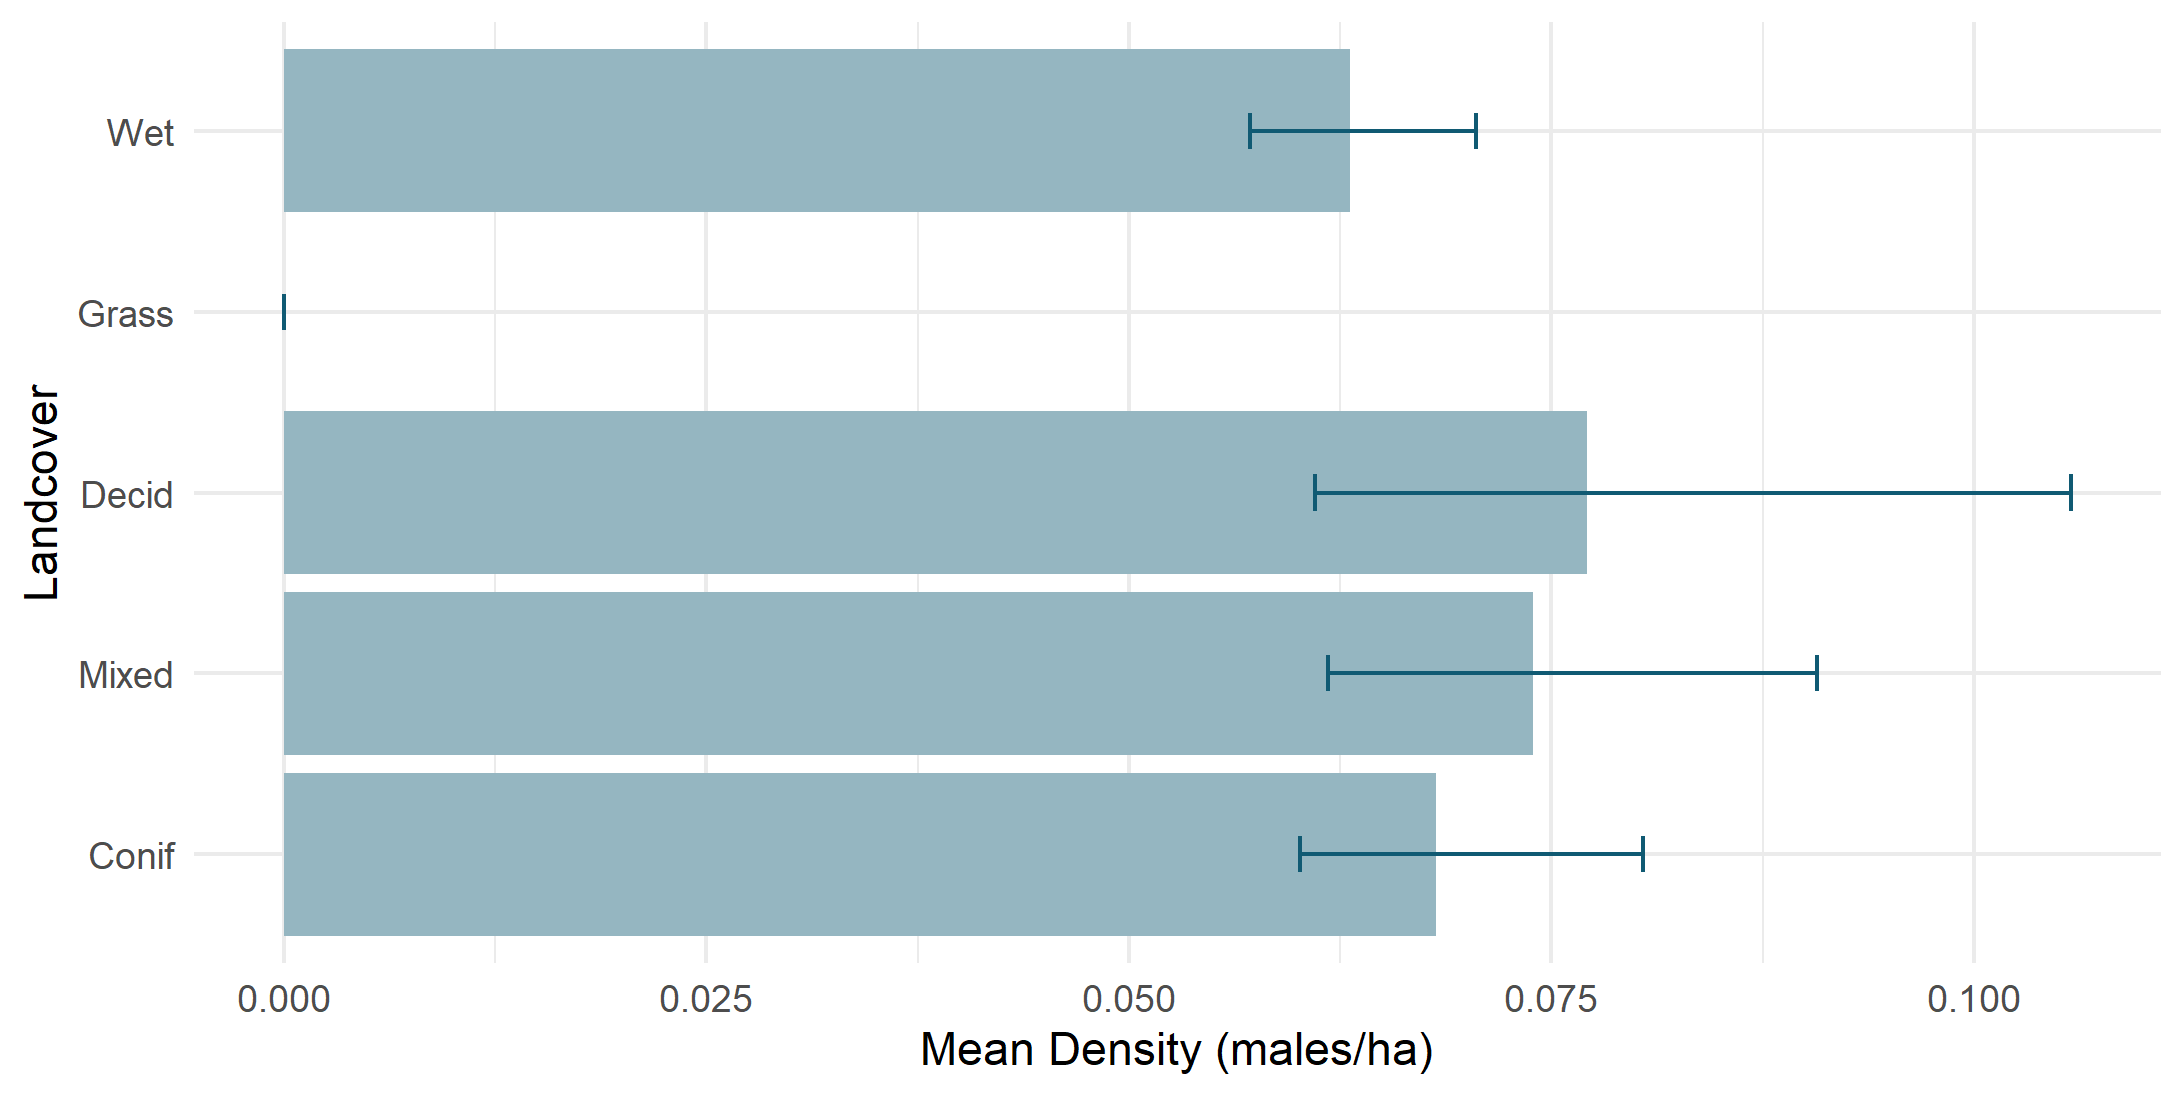 Landcover
Wet
Grass
Decid
Mixed
Conif
0.000 0.025 0.050 0.075 0.100
Mean Density (males/ha)